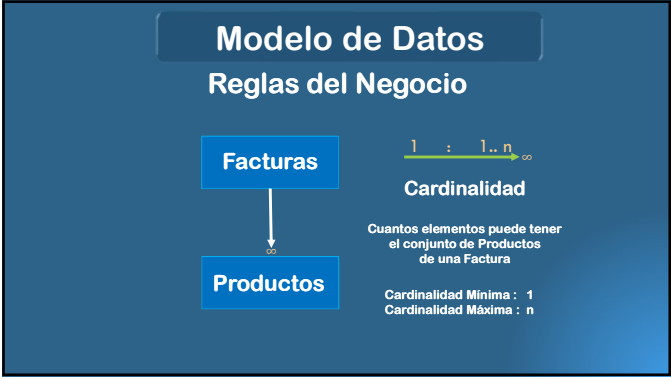 Modelo de Datos
Reglas del Negocio
Facturas
∞
Productos
1 : 1.. n
∞
Cardinalidad
Cuantos elementos puede tener
el conjunto de Productos
de una Factura
Cardinalidad Mínima : 1
Cardinalidad Máxima : n